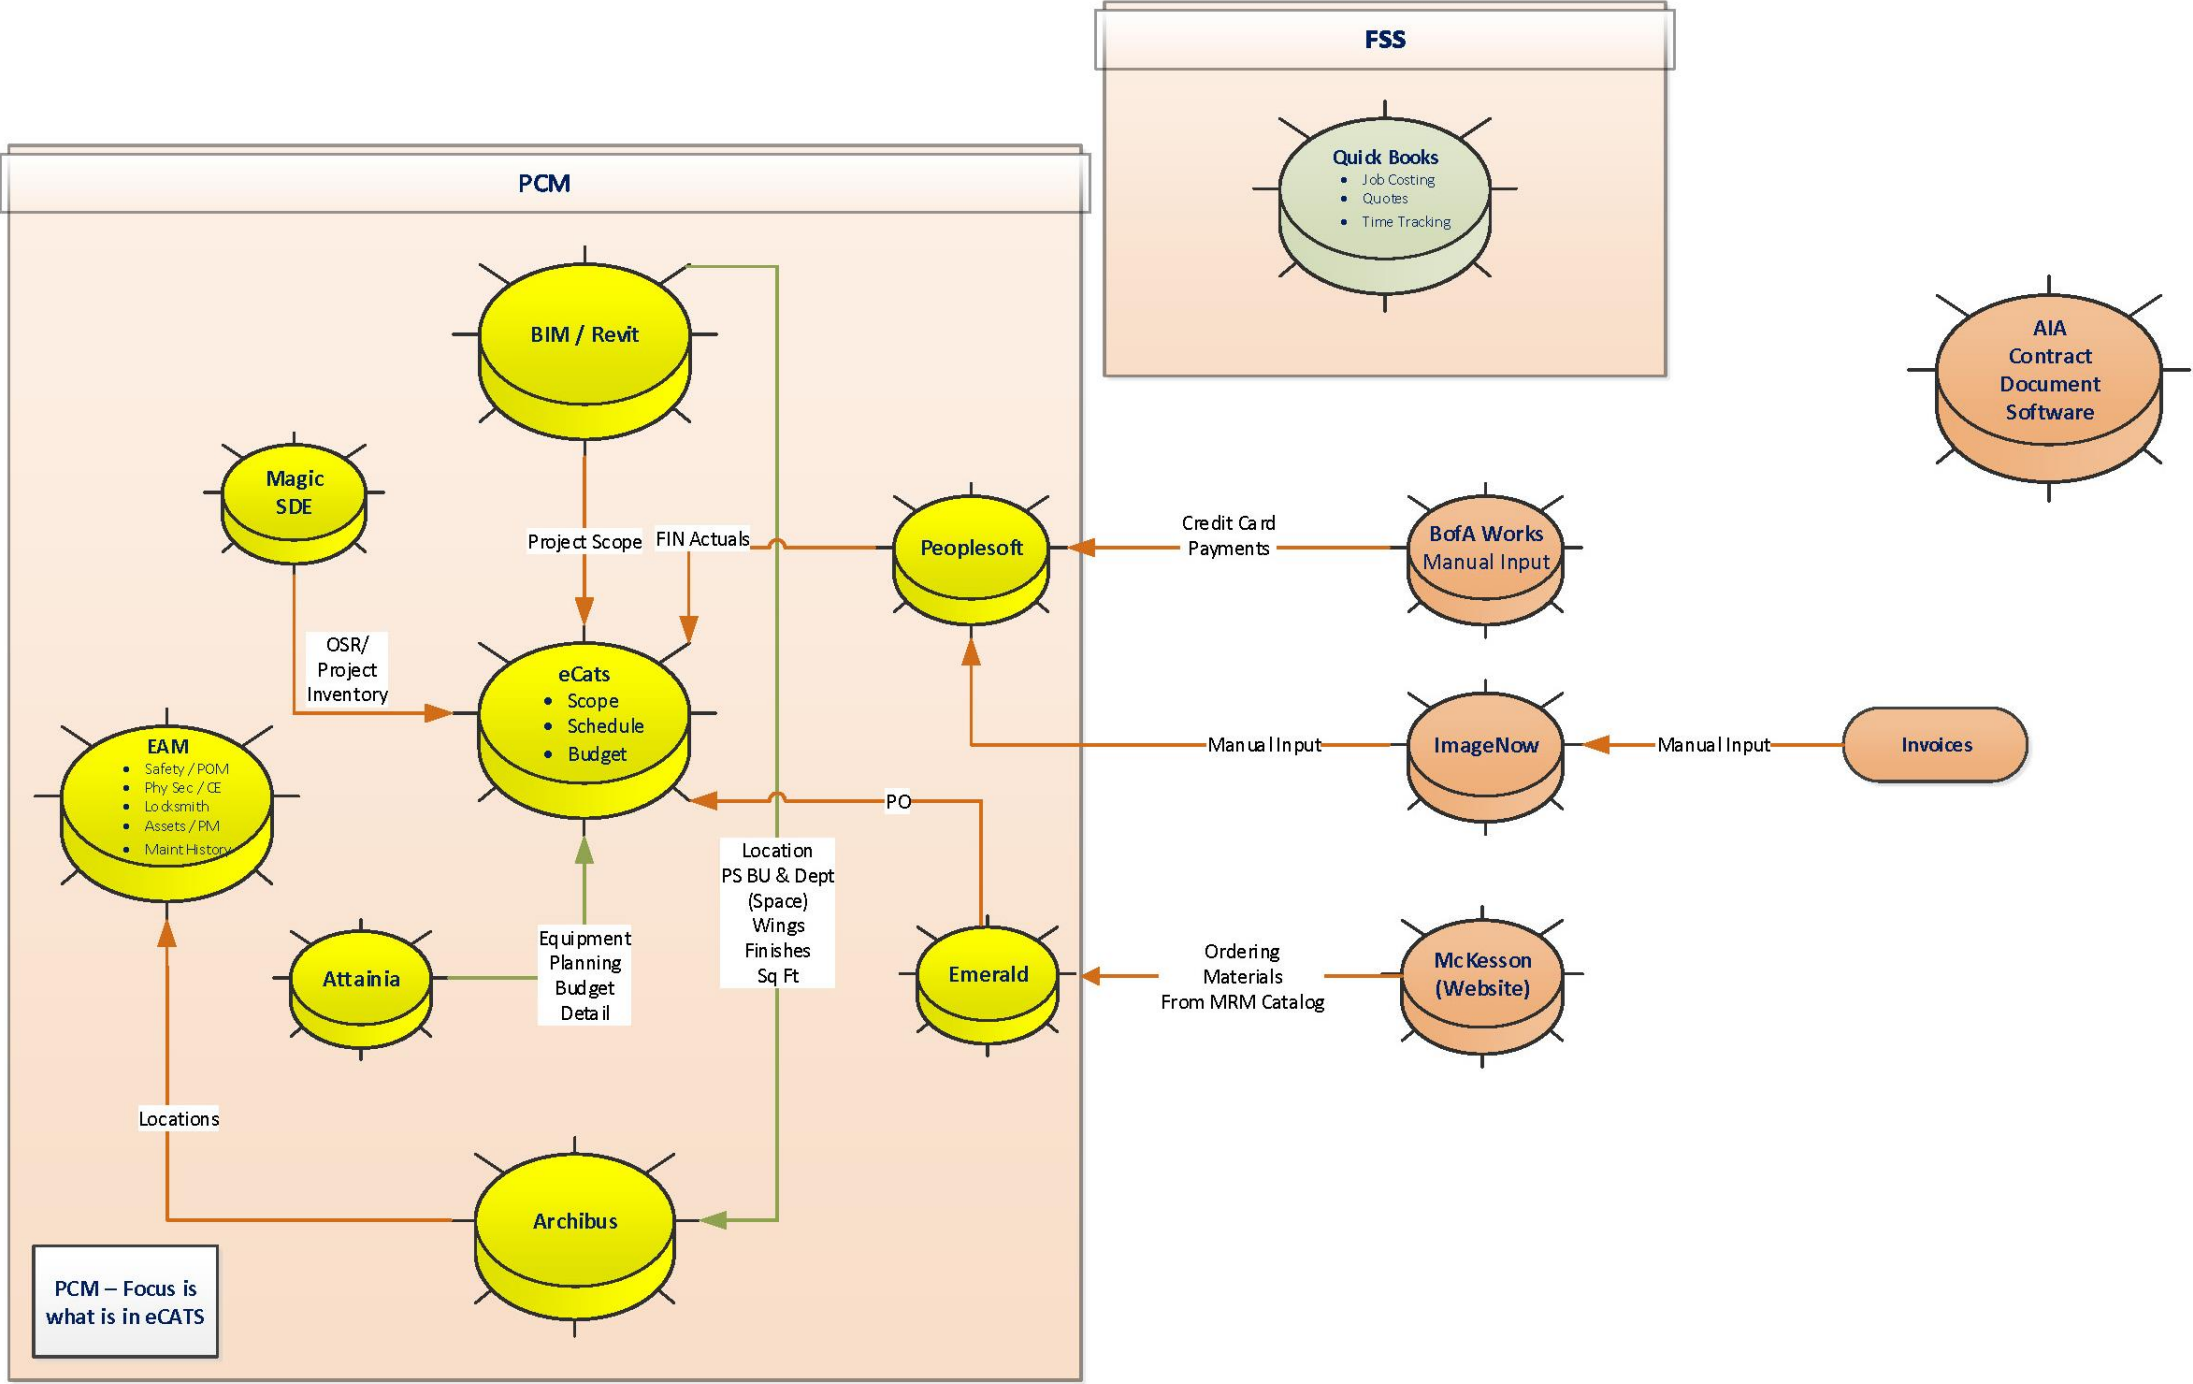 FSS
Quick Books
• Job Costing
• Quotes
• Time Tracking
PCM
BIM / Revit
AIA
Contract
Document
Software
Magic
SDE
Project Scope
FIN Actuals
Peoplesoft
Credit Card
Payments
BofA Works
Manual Input
OSR/
Project
Inventory
eCats
• Scope
• Schedule
• Budget
Manual Input
ImageNow
Manual Input
Invoices
EAM
• Safety / POM
• Phy Sec / CE
• Locksmith
• Assets / PM
• Maint History
PO
Location
PS BU & Dept
(Space)
Wings
Finishes
Sq Ft
Attainia
Equipment
Planning
Budget
Detail
Emerald
Ordering
Materials
From MRM Catalog
McKesson
(Website)
Locations
Archibus
PCM – Focus is
what is in eCATS